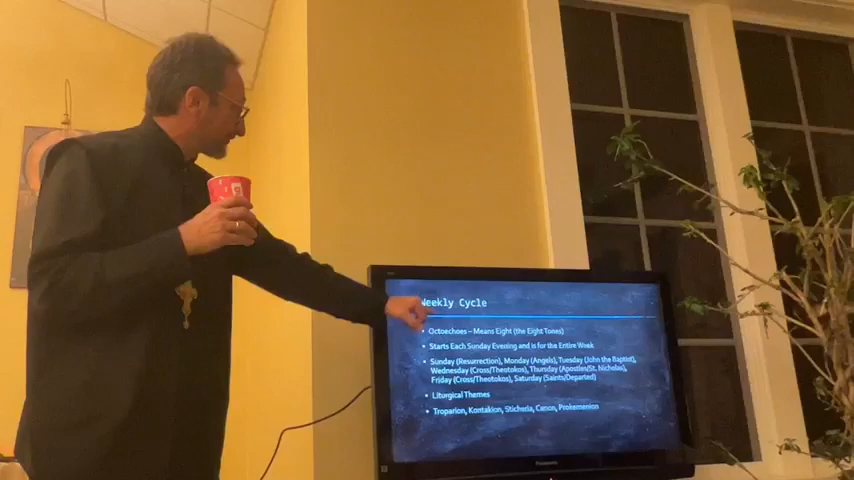 Weekly Cycle
• Octoechoes – Means Eight (the Eight Tones)
• Starts Each Sunday Evening and is for the Entire Week
• Sunday (Resurrection), Monday (Angels), Tuesday (John the Baptist),
Wednesday (Cross/Theotokos), Thursday (Apostles/St. Nicholas),
Friday (Cross/Theotokos), Saturday (Saints/Departed)
• Liturgical Themes
• Troparion, Kontakion, Sticheria, Canon, Prokemenion
Panasonic